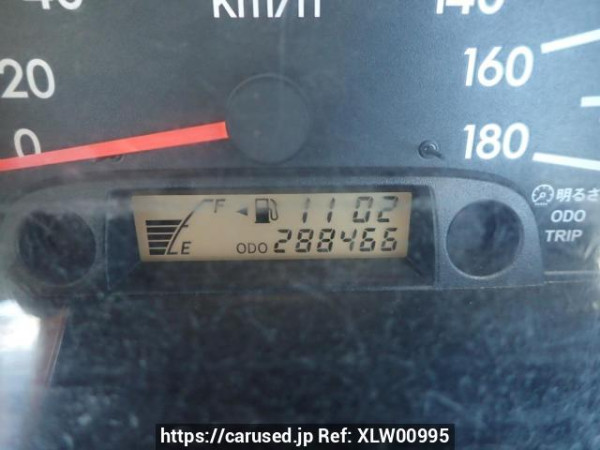 40
Km/h
140
20
160
0
180
F
11 02
E
ODO 288466
明るさ
ODO
TRIP
https://carused.jp Ref: XLW00995